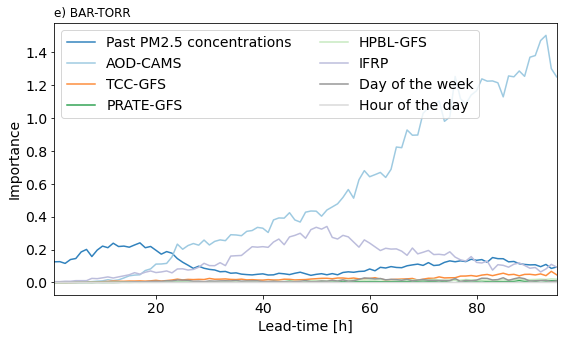 e) BAR-TORR
Past PM2.5 concentrations
AOD-CAMS
TCC-GFS
PRATE-GFS
HPBL-GFS
IFRP
Day of the week
Hour of the day
Importance
1.4
1.2
1.0
0.8
0.6
0.4
0.2
0.0
20 40 60 80
Lead-time [h]